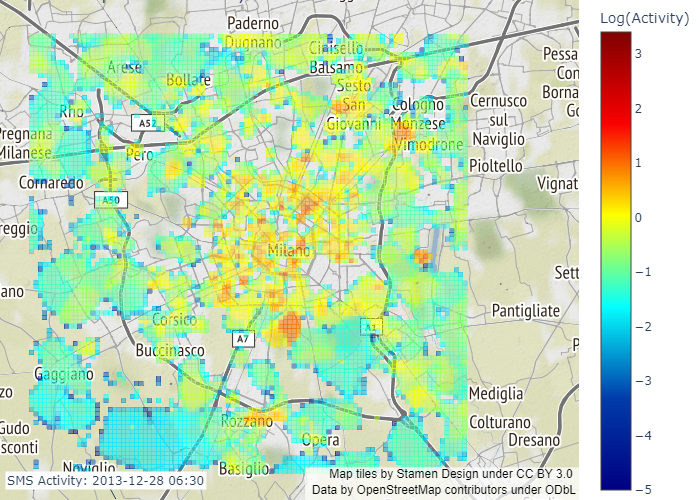 Log(Activity)
3
2
1
0
−1
−2
−3
−4
−5
Paderno
Dugnano
Cinisello
Balsamo
Arese
Bollate
Sesto
San
Giovanni
Cologno
Monzese
Vimodrone
Cernusco
sul
Naviglio
Pessa
Con
Borna
Go
Rho
A52
Pregnana
Milanese
Pero
Pioltello
Cornaredo
A50
Vignat
reggio
Milano
Sett
ano
Pantigliate
Corsico
A7
A1
Buccinasco
P
Gaggiano
zo
Mediglia
Gudo
sconti
Rozzano
Colturano
Dresano
Opera
Noviglio
Basiglio
SMS Activity: 2013-12-28 06:30
Map tiles by Stamen Design under CC BY 3.0
Data by OpenStreetMap contributors under ODbL